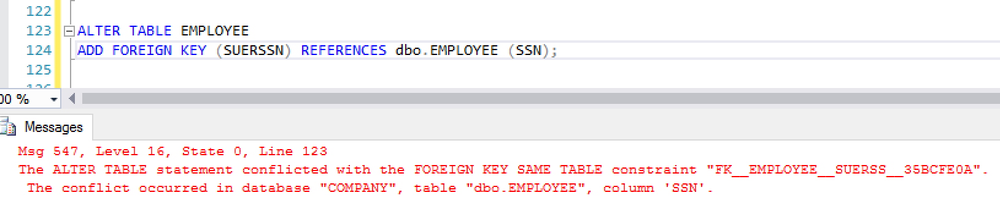 122
123 ALTER TABLE EMPLOYEE
124 ADD FOREIGN KEY (SUERSSN) REFERENCES dbo.EMPLOYEE (SSN);
125
00 %
Messages
Msg 547, Level 16, State 0, Line 123
The ALTER TABLE statement conflicted with the FOREIGN KEY SAME TABLE constraint "FK__EMPLOYEE__SUERSS__35BCFE0A".
The conflict occurred in database "COMPANY", table "dbo.EMPLOYEE", column 'SSN'.